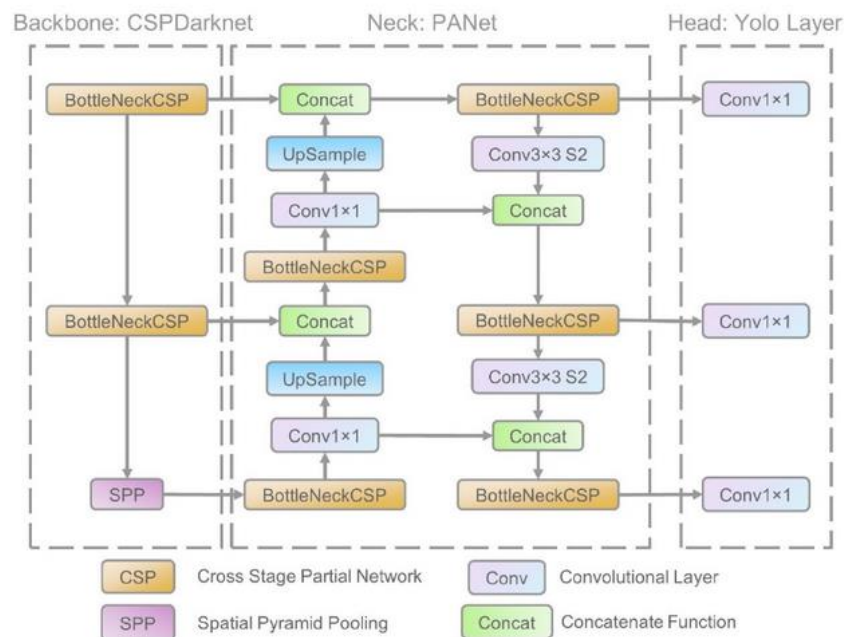 Backbone: CSPDarknet Neck: PANet Head: Yolo Layer
BottleNeckCSP Concat BottleNeckCSP Conv1×1
UpSample Conv3×3 S2
Conv1×1 Concat
BottleNeckCSP
BottleNeckCSP Concat BottleNeckCSP Conv1×1
UpSample Conv3×3 S2
Conv1×1 Concat
SPP BottleNeckCSP BottleNeckCSP Conv1×1
CSP Cross Stage Partial Network Conv Convolutional Layer
SPP Spatial Pyramid Pooling Concat Concatenate Function